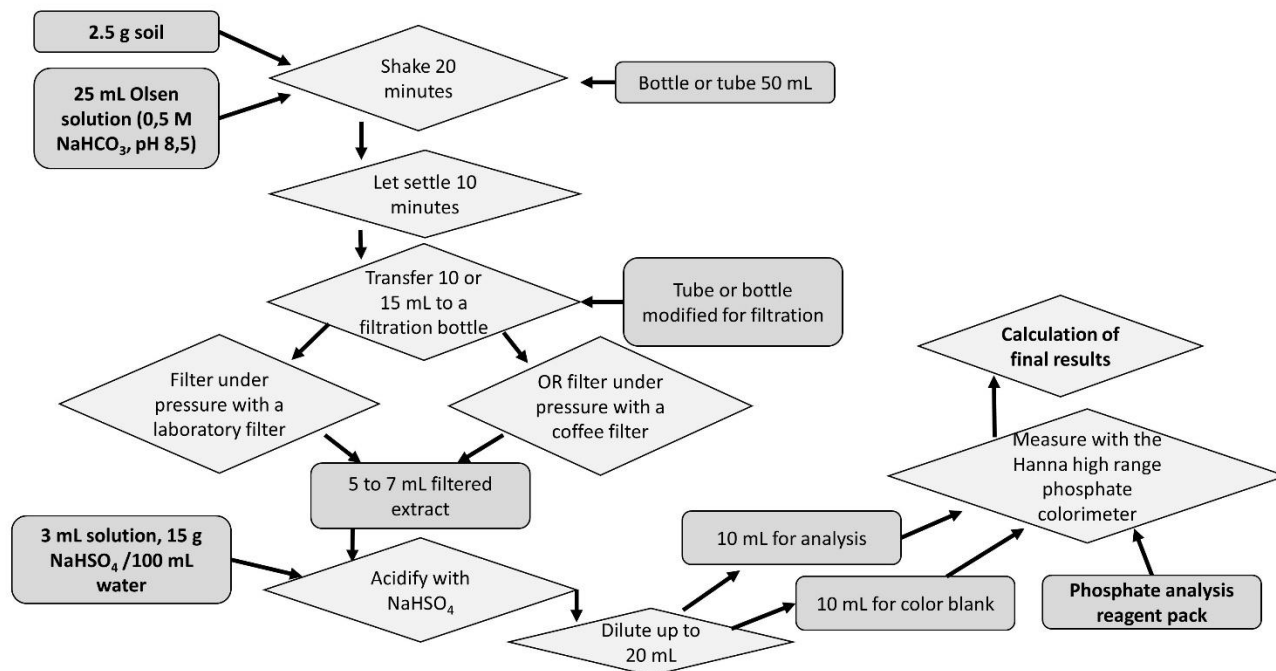 2.5 g soil
Shake 20
minutes
Bottle or tube 50 mL
25 mL Olsen
solution (0,5 M
NaHCO₃, pH 8,5)
Let settle 10
minutes
Transfer 10 or
15 mL to a
filtration bottle
Tube or bottle
modified for filtration
Filter under
pressure with a
laboratory filter
OR filter under
pressure with a
coffee filter
5 to 7 mL filtered
extract
3 mL solution, 15 g
NaHSO₄ /100 mL
water
Acidify with
NaHSO₄
Dilute up to
20 mL
10 mL for analysis
10 mL for color blank
Phosphate analysis
reagent pack
Measure with the
Hanna high range
phosphate
colorimeter
Calculation of
final results